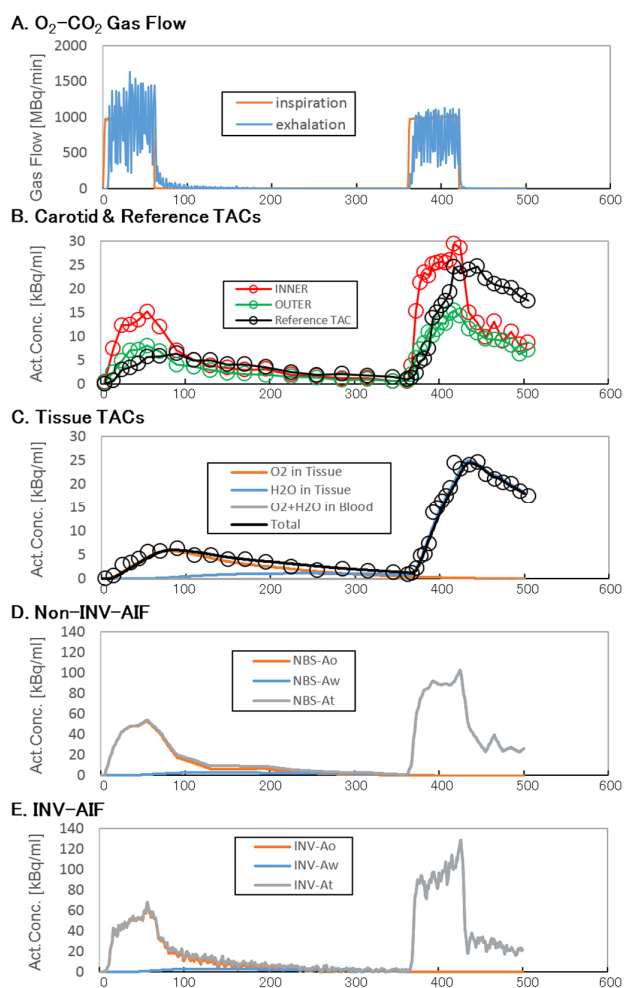 A. O₂-CO₂ Gas Flow
Gas Flow [MBq/min]
2000
1500
1000
500
0
inspiration
exhalation
0 100 200 300 400 500 600
B. Carotid & Reference TACs
Act.Conc. [kBq/ml]
30
25
20
15
10
5
0
INNER
OUTER
Reference TAC
0 100 200 300 400 500 600
C. Tissue TACs
Act.Conc. [kBq/ml]
30
25
20
15
10
5
0
O2 in Tissue
H2O in Tissue
O2+H2O in Blood
Total
0 100 200 300 400 500 600
D. Non-INV-AIF
Act.Conc. [kBq/ml]
140
120
100
80
60
40
20
0
NBS-Ao
NBS-Aw
NBS-At
0 100 200 300 400 500 600
E. INV-AIF
Act.Conc. [kBq/ml]
140
120
100
80
60
40
20
0
INV-Ao
INV-Aw
INV-At
0 100 200 300 400 500 600